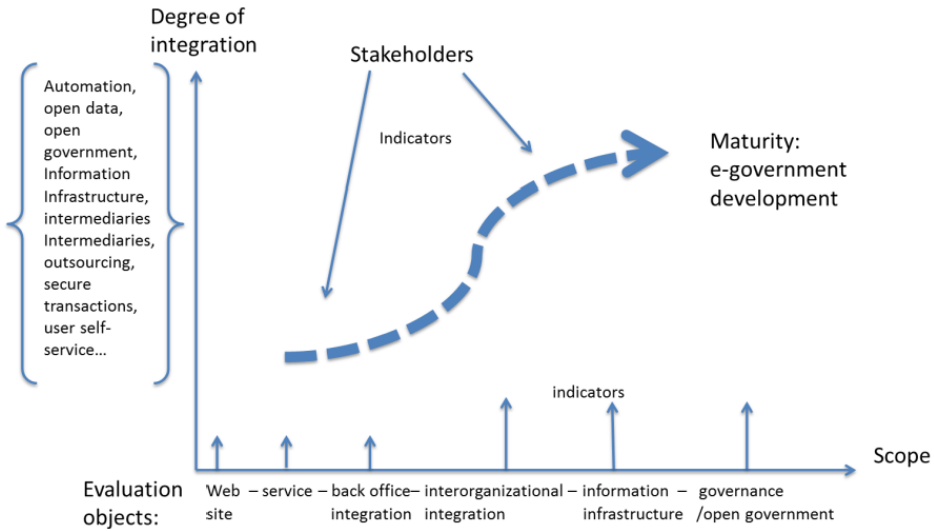 Degree of
integration
Stakeholders
Automation,
open data,
open
government,
Information
Infrastructure,
intermediaries
Intermediaries,
outsourcing,
secure
transactions,
user self-
service...
Indicators
Maturity:
e-government
development
indicators
Scope
Evaluation
objects:
Web – service – back office– interorganizational – information – governance
site integration integration infrastructure /open government